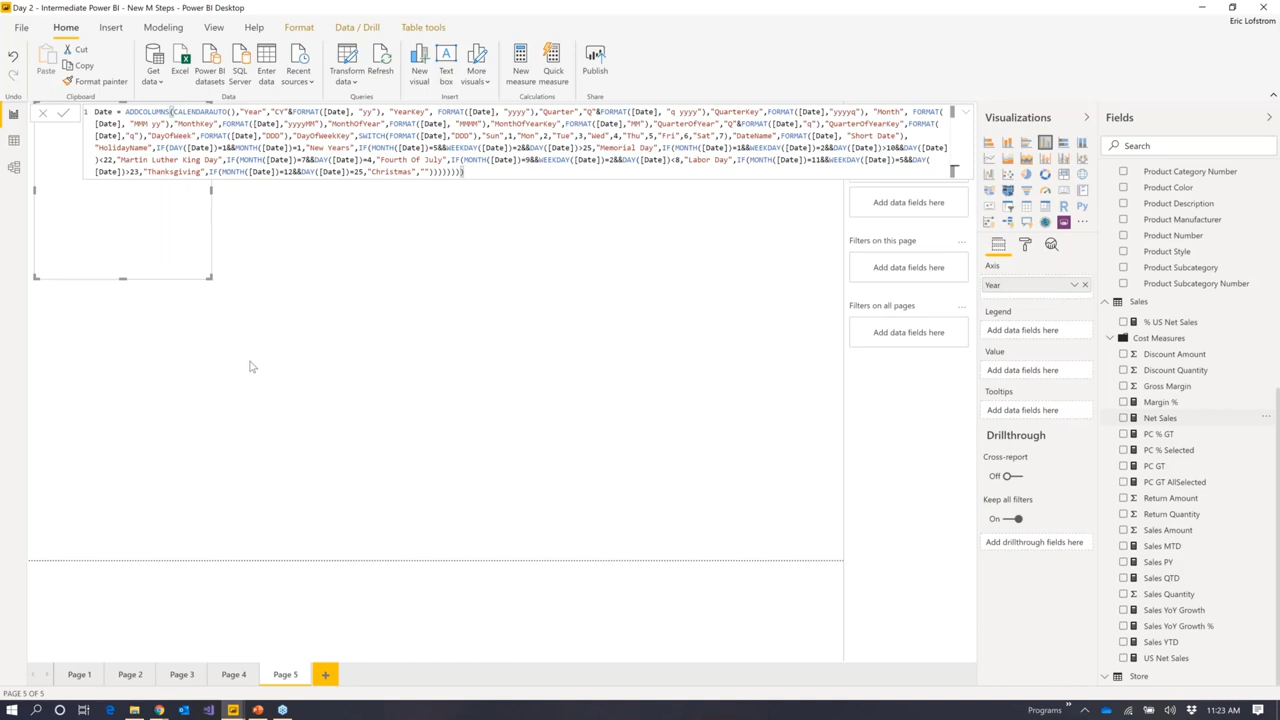 Day 2 - Intermediate Power BI - New M Steps - Power BI Desktop
Eric Lofstrom
File Home Insert Modeling View Help Format Data / Drill Table tools
Paste
Cut
Copy
Format painter
Get data
Excel
Power BI datasets
SQL Server
Enter data
Recent sources
Transform data
Refresh
New visual
Text box
More visuals
New measure
Quick measure
Publish
Undo Clipboard Data Queries Insert Calculations Share
1 Date = ADDCOLUMNS(CALENDARAUTO(),"Year","CY"&FORMAT([Date], "yy"), "YearKey", FORMAT([Date], "yyyy"),"Quarter","Q"&FORMAT([Date], "q yyyy"),"QuarterKey",FORMAT([Date],"yyyyq"), "Month", FORMAT(
[Date], "MMM yy"),"MonthKey",FORMAT([Date], "yyyyMM"),"MonthOfYear",FORMAT([Date], "MMMM"),"MonthOfYearKey",FORMAT([Date],"MM"),"QuarterOfYear","Q"&FORMAT([Date],"q"),"QuarterOfYearKey",FORMAT(
[Date],"q"),"DayOfWeek",FORMAT([Date],"DDD"),"DayOfWeekKey",SWITCH(FORMAT([Date],"DDD"),"Sun",1,"Mon",2,"Tue",3,"Wed",4,"Thu",5,"Fri",6,"Sat",7),"DateName",FORMAT([Date], "Short Date"),
"HolidayName",IF(DAY([Date])=1&&MONTH([Date])=1,"New Years",IF(MONTH([Date])=5&&WEEKDAY([Date])=2&&DAY([Date])>25,"Memorial Day",IF(MONTH([Date])=1&&WEEKDAY([Date])=2&&DAY([Date])>10&&DAY([Date]
)<22,"Martin Luther King Day",IF(MONTH([Date])=7&&DAY([Date])=4,"Fourth Of July",IF(MONTH([Date])=9&&WEEKDAY([Date])=2&&DAY([Date])<8,"Labor Day",IF(MONTH([Date])=11&&WEEKDAY([Date])=5&&DAY(
[Date])>23,"Thanksgiving",IF(MONTH([Date])=12&&DAY([Date])=25,"Christmas",""))))))))
Add data fields here
Filters on this page ...
Add data fields here
Filters on all pages ...
Add data fields here
Visualizations
Axis
Year
Legend
Add data fields here
Value
Add data fields here
Tooltips
Add data fields here
Drillthrough
Cross-report
Off
Keep all filters
On
Add drillthrough fields here
Fields
Search
Product Category Number
Product Color
Product Description
Product Manufacturer
Product Number
Product Style
Product Subcategory
Product Subcategory Number
Sales
% US Net Sales
Cost Measures
Discount Amount
Discount Quantity
Gross Margin
Margin %
Net Sales
PC % GT
PC % Selected
PC GT
PC GT AllSelected
Return Amount
Return Quantity
Sales Amount
Sales MTD
Sales PY
Sales QTD
Sales Quantity
Sales YoY Growth
Sales YoY Growth %
Sales YTD
US Net Sales
Store
Page 1 Page 2 Page 3 Page 4 Page 5
PAGE 5 OF 5
Programs 11:23 AM